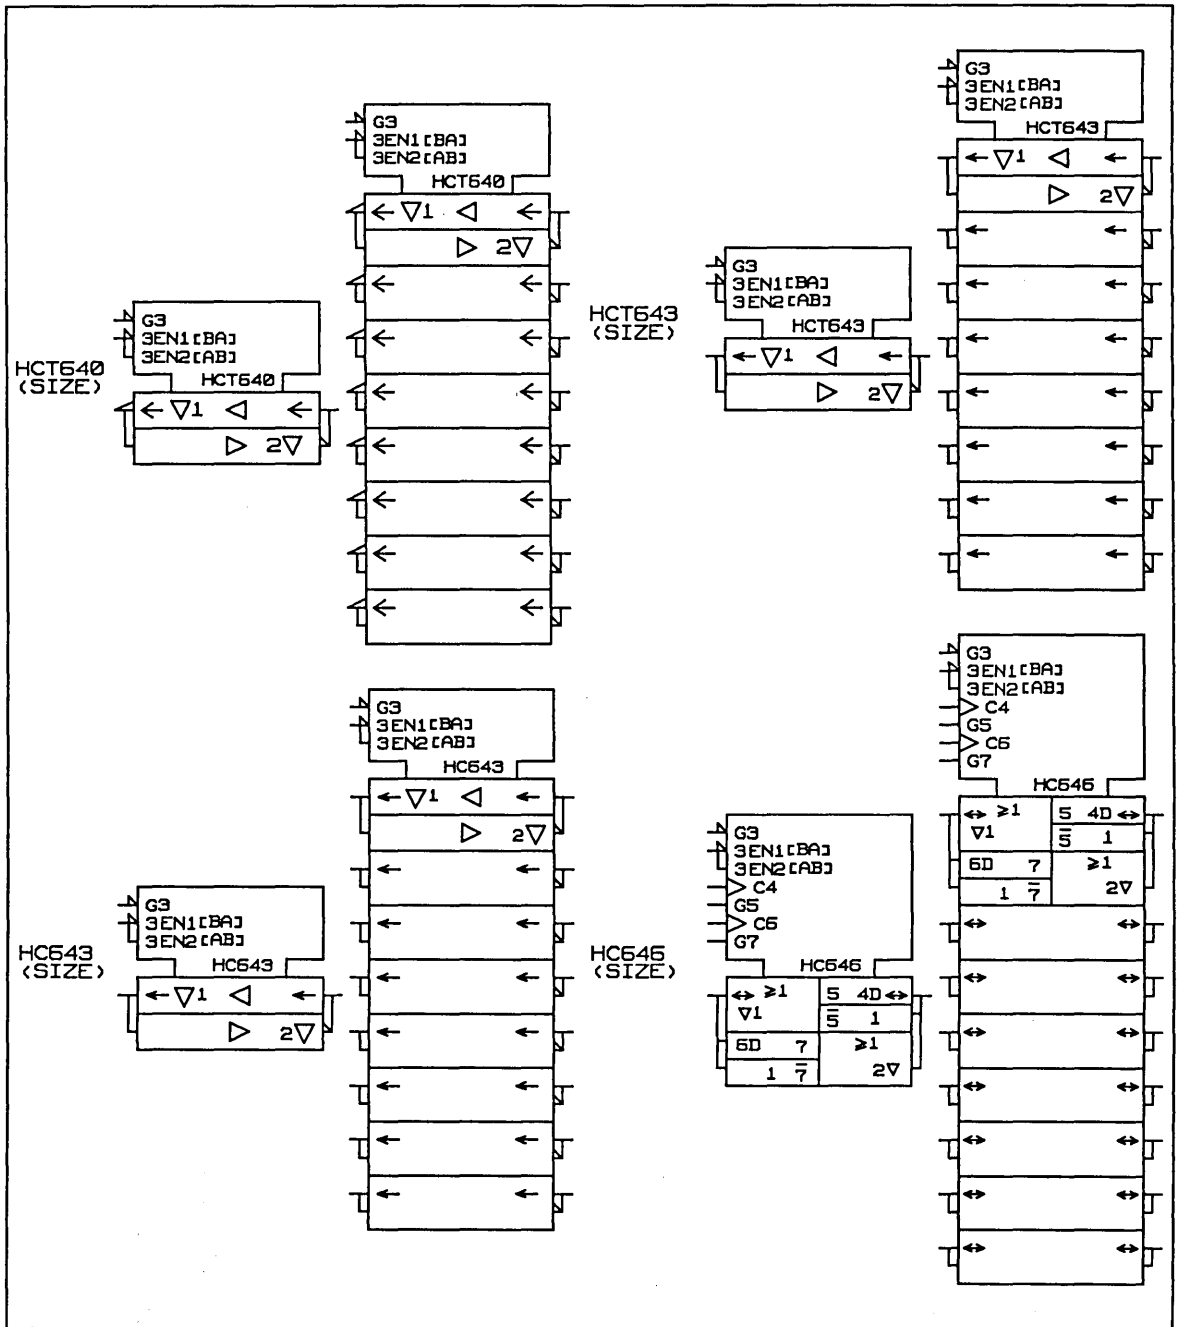 HCT640
(SIZE)
G3
3EN1[BA]
3EN2[AB]
HCT640
▽1 ◁
▷ 2▽
G3
3EN1[BA]
3EN2[AB]
HCT640
▽1 ◁
▷ 2▽
HCT643
(SIZE)
G3
3EN1[BA]
3EN2[AB]
HCT643
▽1 ◁
▷ 2▽
G3
3EN1[BA]
3EN2[AB]
HCT643
▽1 ◁
▷ 2▽
HC643
(SIZE)
G3
3EN1[BA]
3EN2[AB]
HC643
▽1 ◁
▷ 2▽
G3
3EN1[BA]
3EN2[AB]
HC643
▽1 ◁
▷ 2▽
HC646
(SIZE)
G3
3EN1[BA]
3EN2[AB]
C4
G5
C6
G7
HC646
↔ ≥1 5 4D ↔
▽1 5̅ 1
6D 7 ≥1
1 7̅ 2▽
G3
3EN1[BA]
3EN2[AB]
C4
G5
C6
G7
HC646
↔ ≥1 5 4D ↔
▽1 5̅ 1
6D 7 ≥1
1 7̅ 2▽